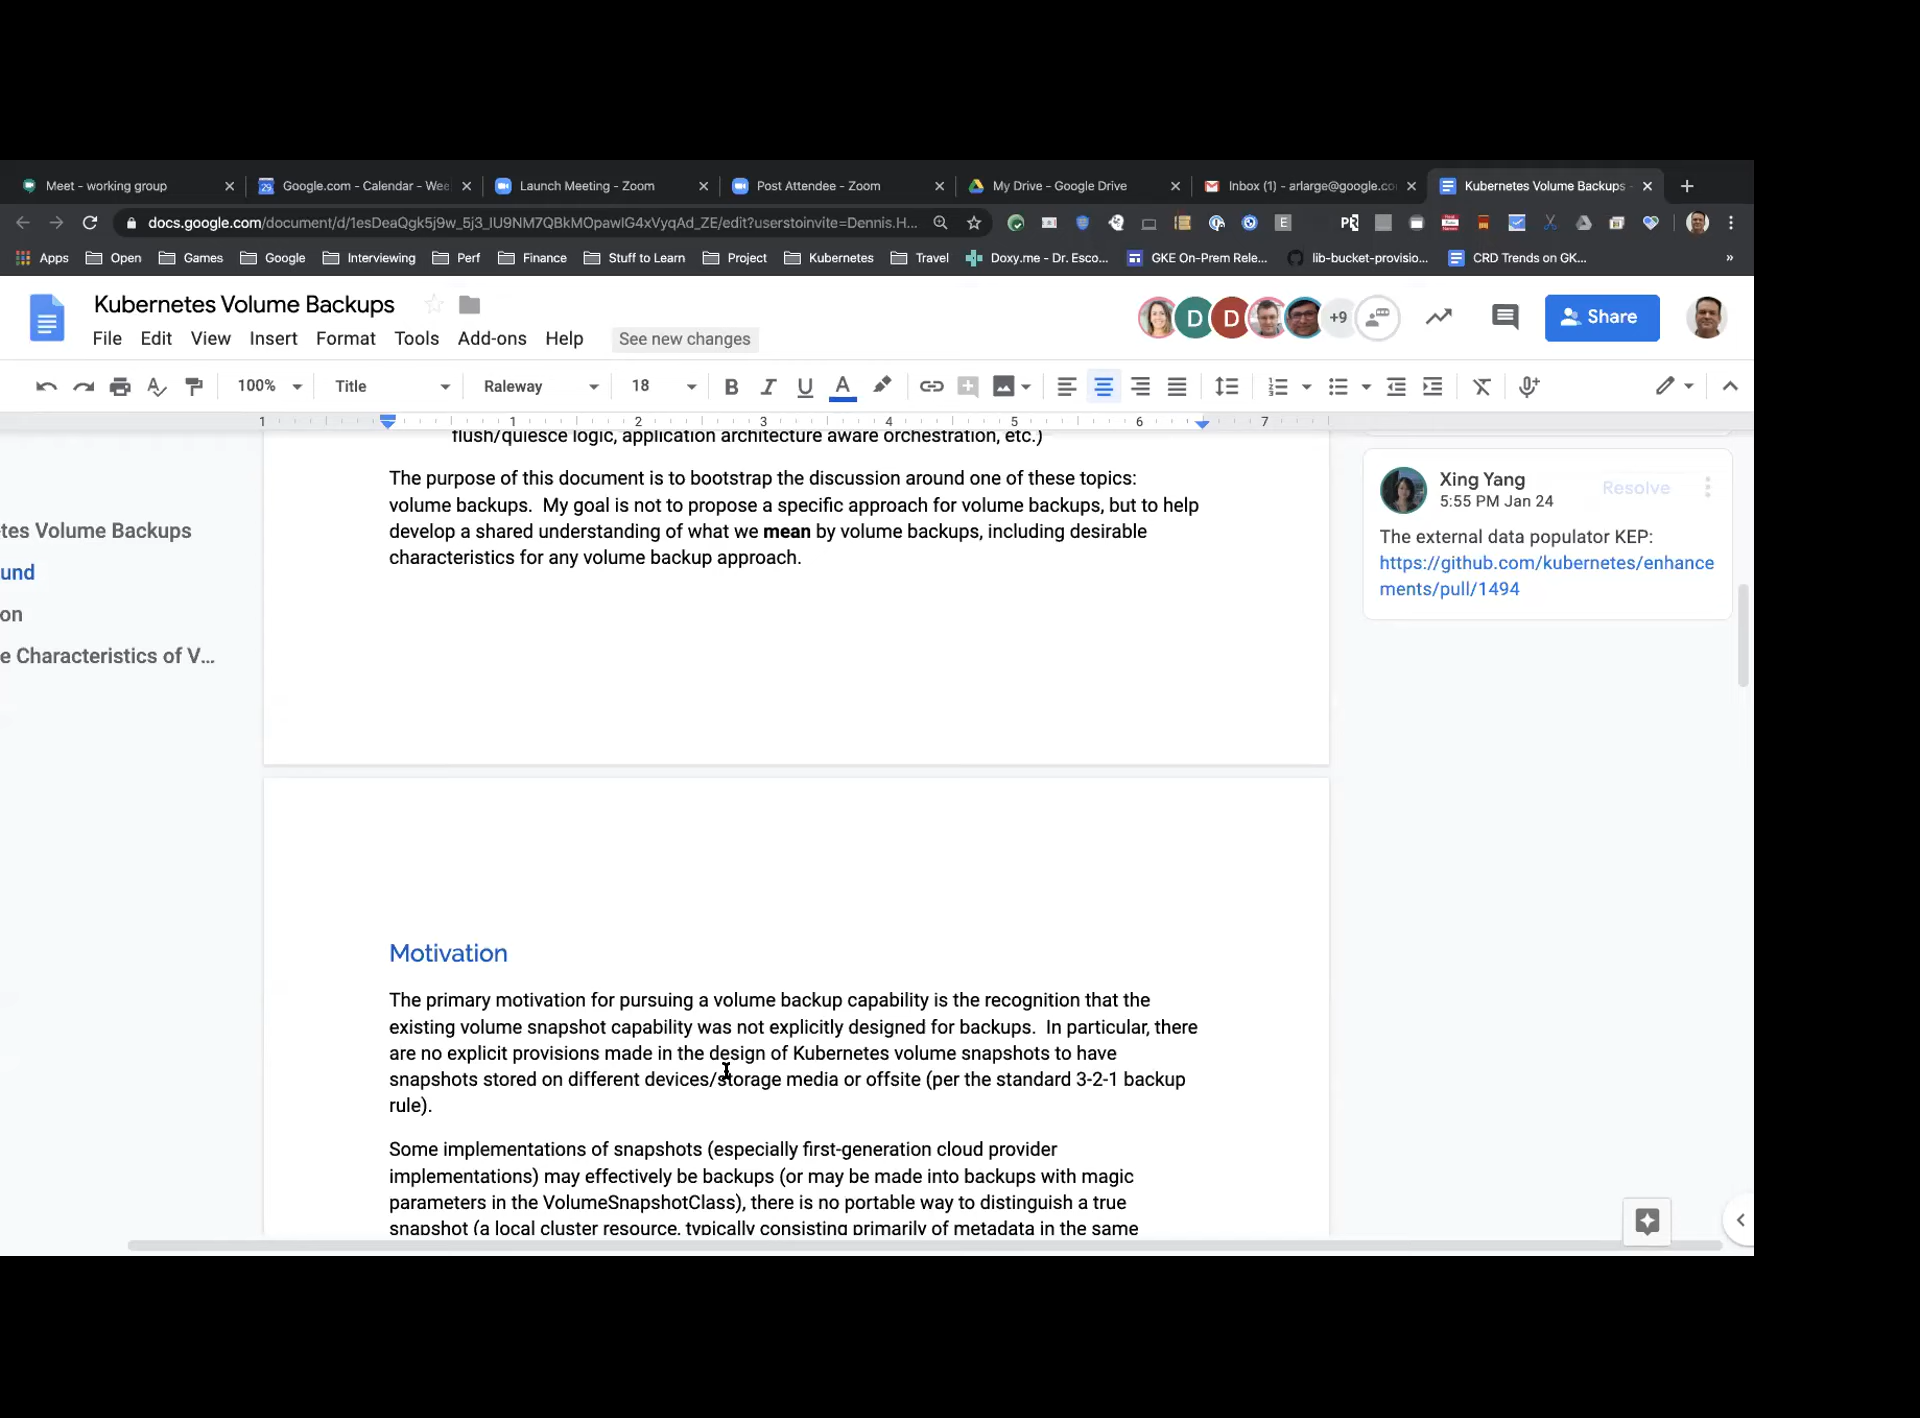 Meet - working group
Google.com - Calendar - Wee
Launch Meeting - Zoom
Post Attendee - Zoom
My Drive - Google Drive
Inbox (1) - arlarge@google.co
Kubernetes Volume Backups -
docs.google.com/document/d/1esDeaQgk5j9w_5j3_IU9NM7QBkMOpawIG4xVyqAd_ZE/edit?userstoinvite=Dennis.H...
Apps
Open
Games
Google
Interviewing
Perf
Finance
Stuff to Learn
Project
Kubernetes
Travel
Doxy.me - Dr. Esco...
GKE On-Prem Rele...
lib-bucket-provisio...
CRD Trends on GK...
»
Kubernetes Volume Backups
D
D
+9
Share
File Edit View Insert Format Tools Add-ons Help See new changes
100% Title Raleway 18 B I U A
1 1 2 3 4 5 6 7
flush/quiesce logic, application architecture aware orchestration, etc.)
The purpose of this document is to bootstrap the discussion around one of these topics:
volume backups. My goal is not to propose a specific approach for volume backups, but to help
develop a shared understanding of what we mean by volume backups, including desirable
characteristics for any volume backup approach.
tes Volume Backups
und
on
e Characteristics of V...
Xing Yang
Resolve
5:55 PM Jan 24
The external data populator KEP:
https://github.com/kubernetes/enhance
ments/pull/1494
Motivation
The primary motivation for pursuing a volume backup capability is the recognition that the
existing volume snapshot capability was not explicitly designed for backups. In particular, there
are no explicit provisions made in the design of Kubernetes volume snapshots to have
snapshots stored on different devices/storage media or offsite (per the standard 3-2-1 backup
rule).
Some implementations of snapshots (especially first-generation cloud provider
implementations) may effectively be backups (or may be made into backups with magic
parameters in the VolumeSnapshotClass), there is no portable way to distinguish a true
snapshot (a local cluster resource, typically consisting primarily of metadata in the same